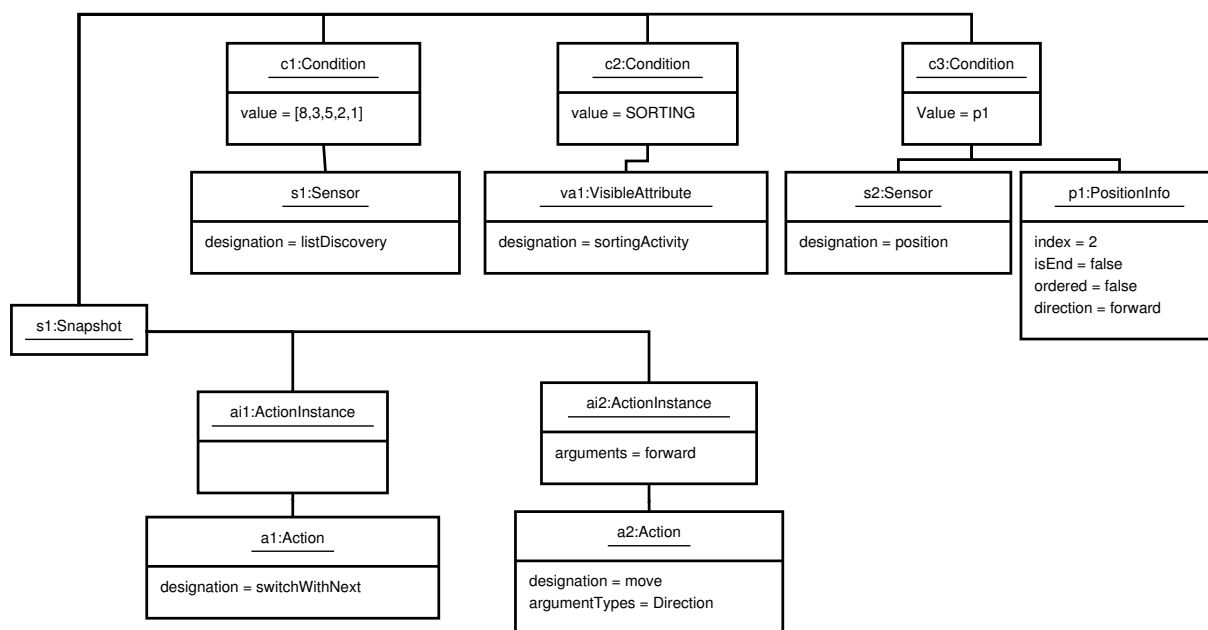 c1:Condition
value = [8,3,5,2,1]
c2:Condition
value = SORTING
c3:Condition
Value = p1
s1:Sensor
designation = listDiscovery
va1:VisibleAttribute
designation = sortingActivity
s2:Sensor
designation = position
p1:PositionInfo
index = 2
isEnd = false
ordered = false
direction = forward
s1:Snapshot
ai1:ActionInstance
ai2:ActionInstance
arguments = forward
a1:Action
designation = switchWithNext
a2:Action
designation = move
argumentTypes = Direction